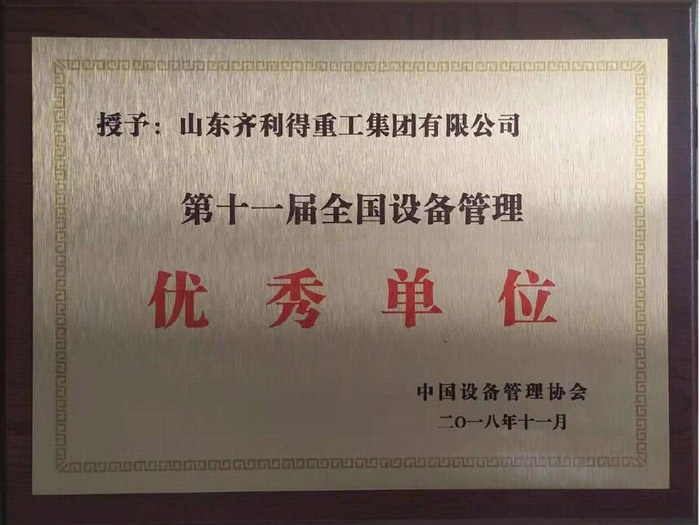 授予：山东齐利得重工集团有限公司
第十一届全国设备管理
优秀单位
中国设备管理协会
二〇一八年十一月